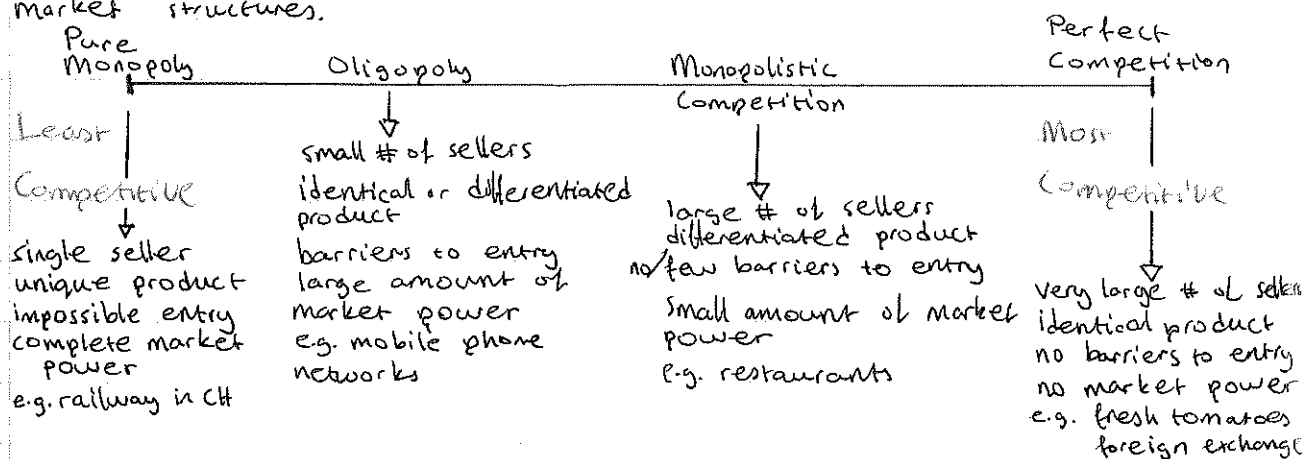 market structures.
Pure
Monopoly
Least
Competitive
single seller
unique product
impossible entry
complete market
power
e.g. railway in CH
Oligopoly
small # of sellers
identical or differentiated
product
barriers to entry
large amount of
market power
e.g. mobile phone
networks
Monopolistic
Competition
large # of sellers
differentiated product
no/few barriers to entry
small amount of market
power
e.g. restaurants
Perfect
Competition
Most
Competitive
very large # of sellers
identical product
no barriers to entry
no market power
e.g. fresh tomatoes
foreign exchange